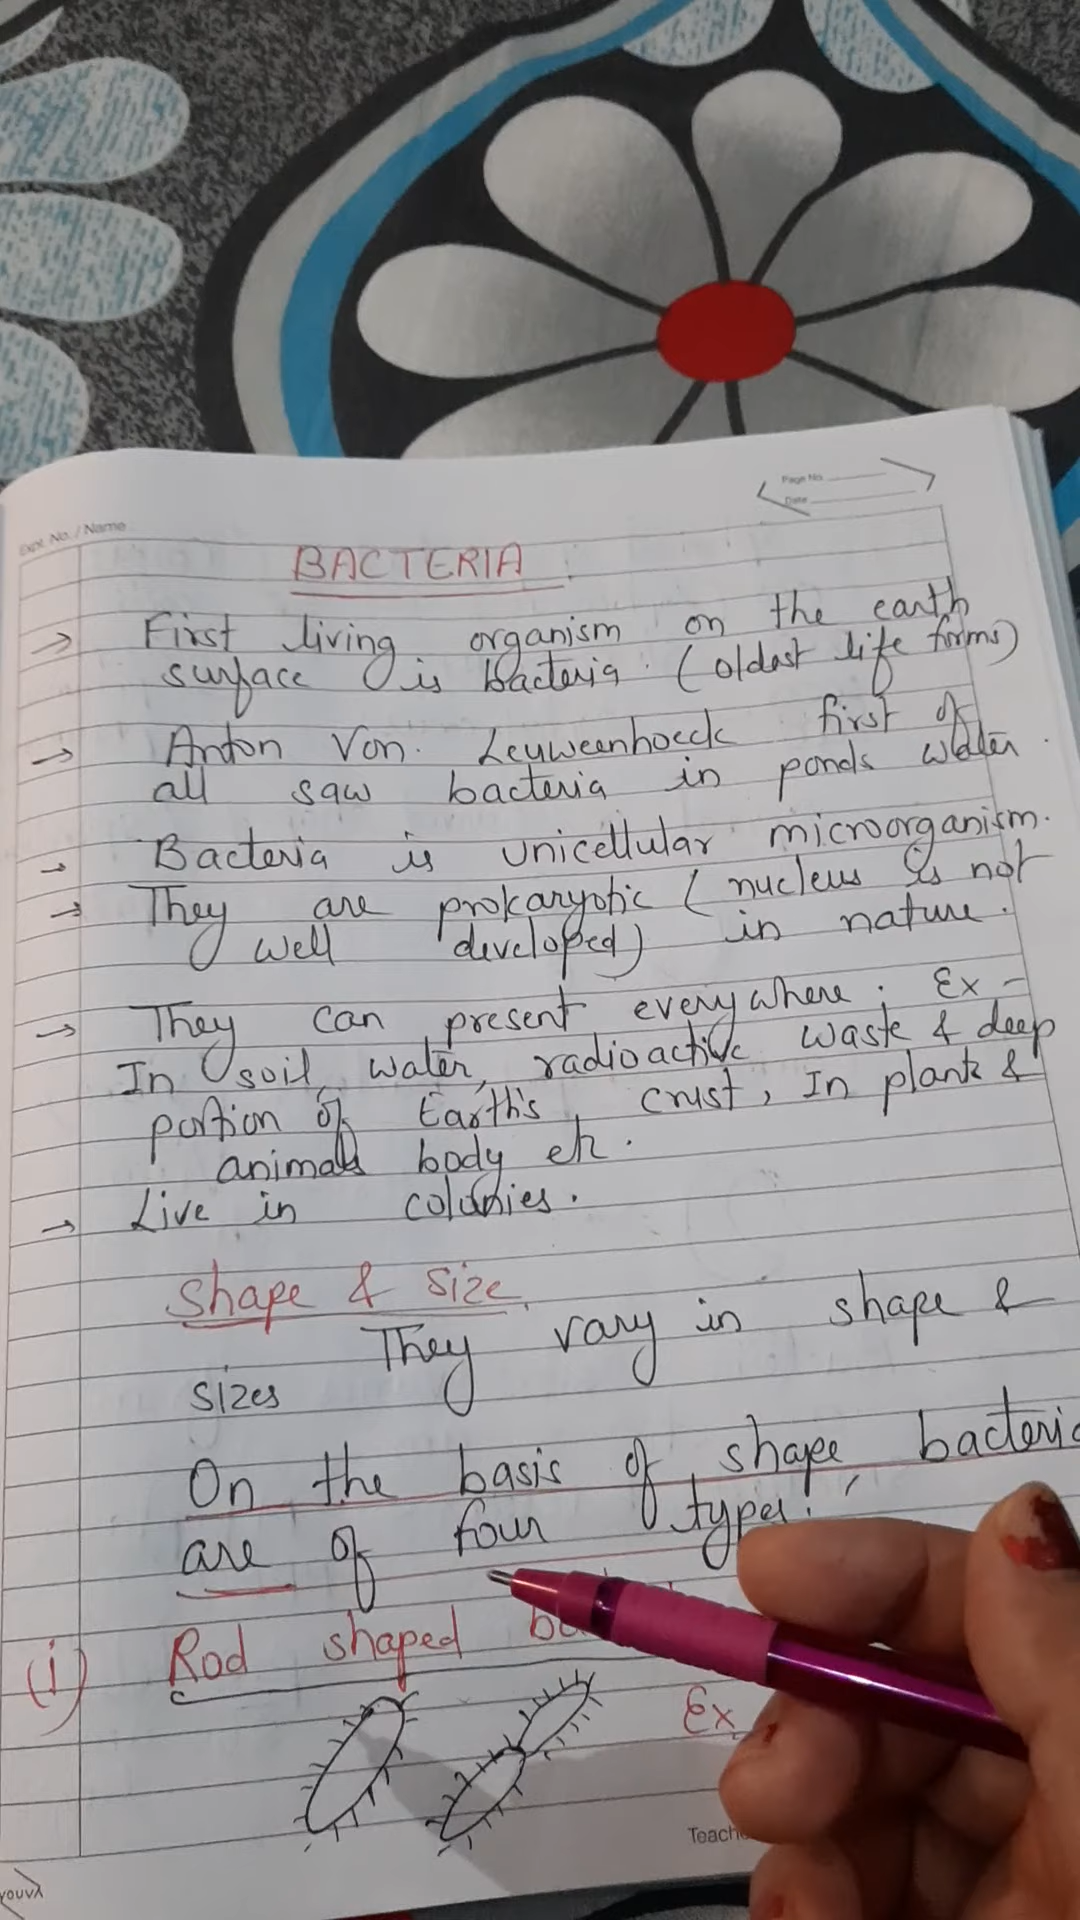 Page No.
Date
Expt. No. / Name
BACTERIA
→ First living organism on the earth
surface is bacteria. (oldest life forms)
→ Anton Von. Leuweenhoeck first of
all saw bacteria in ponds water.
→ Bacteria is unicellular microorganism.
→ They are prokaryotic (nucleus is not
well developed) in nature.
→ They can present everywhere. Ex -
In soil, water, radioactive waste & deep
portion of Earth's crust, In plant &
animals body etc.
→ Live in colonies.
Shape & Size
They vary in shape &
sizes
On the basis of shape bacteria
are of four types:
(i) Rod shaped
Ex
youva